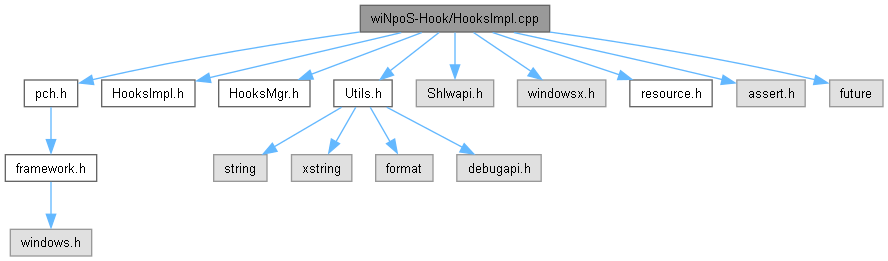 wiNpoS-Hook/HooksImpl.cpp
pch.h
HooksImpl.h
HooksMgr.h
Utils.h
Shlwapi.h
windowsx.h
resource.h
assert.h
future
framework.h
string
xstring
format
debugapi.h
windows.h